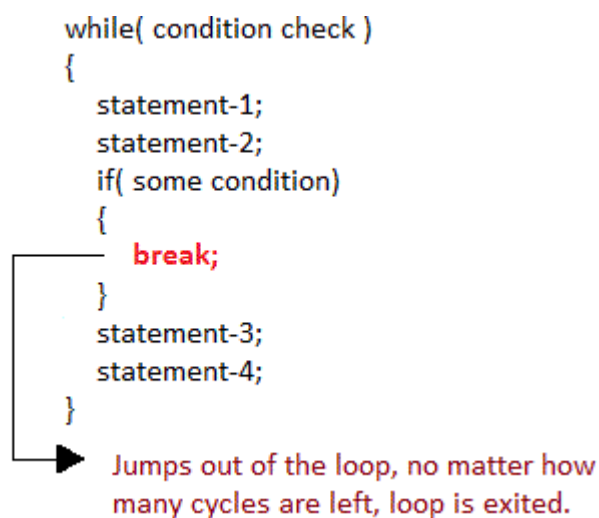 while( condition check )
{
statement-1;
statement-2;
if( some condition)
{
break;
}
statement-3;
statement-4;
}
Jumps out of the loop, no matter how
many cycles are left, loop is exited.